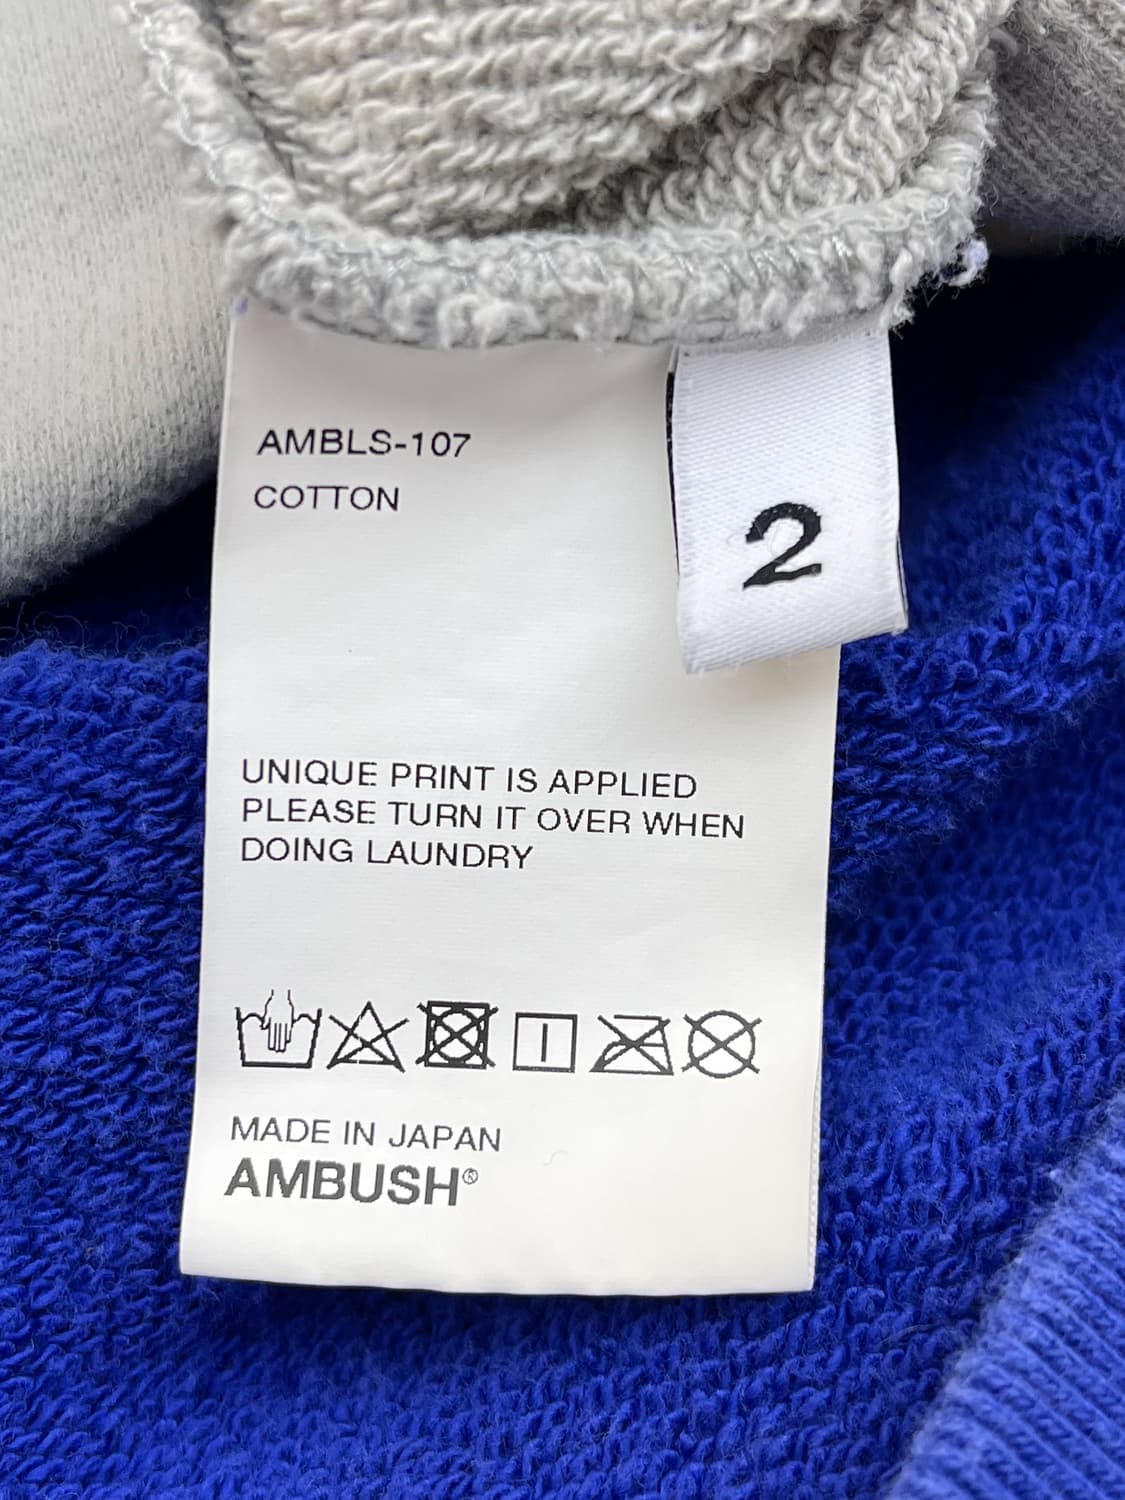 AMBLS-107
COTTON
2
UNIQUE PRINT IS APPLIED
PLEASE TURN IT OVER WHEN
DOING LAUNDRY
MADE IN JAPAN
AMBUSH®